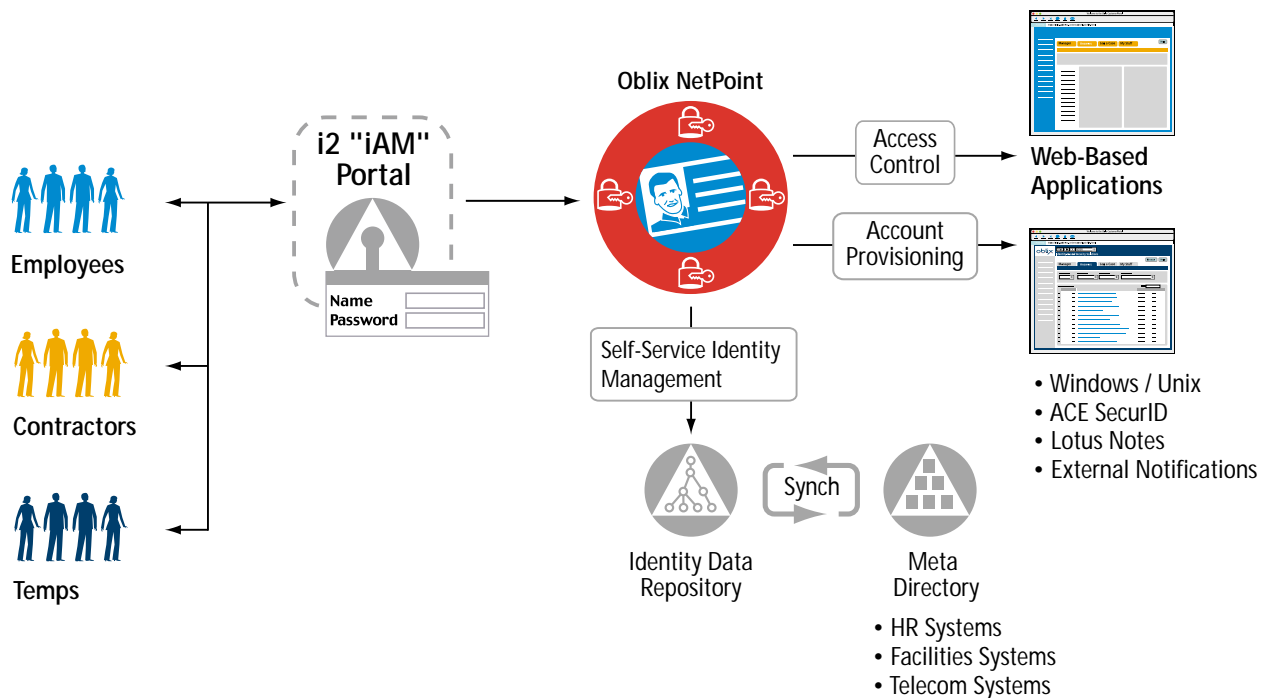 Oblix NetPoint
i2 "iAM"
Portal
Name
Password
Employees
Contractors
Temps
Access
Control
Web-Based
Applications
Account
Provisioning
oblix
• Windows / Unix
• ACE SecurID
• Lotus Notes
• External Notifications
Self-Service Identity
Management
Synch
Identity Data
Repository
Meta
Directory
• HR Systems
• Facilities Systems
• Telecom Systems